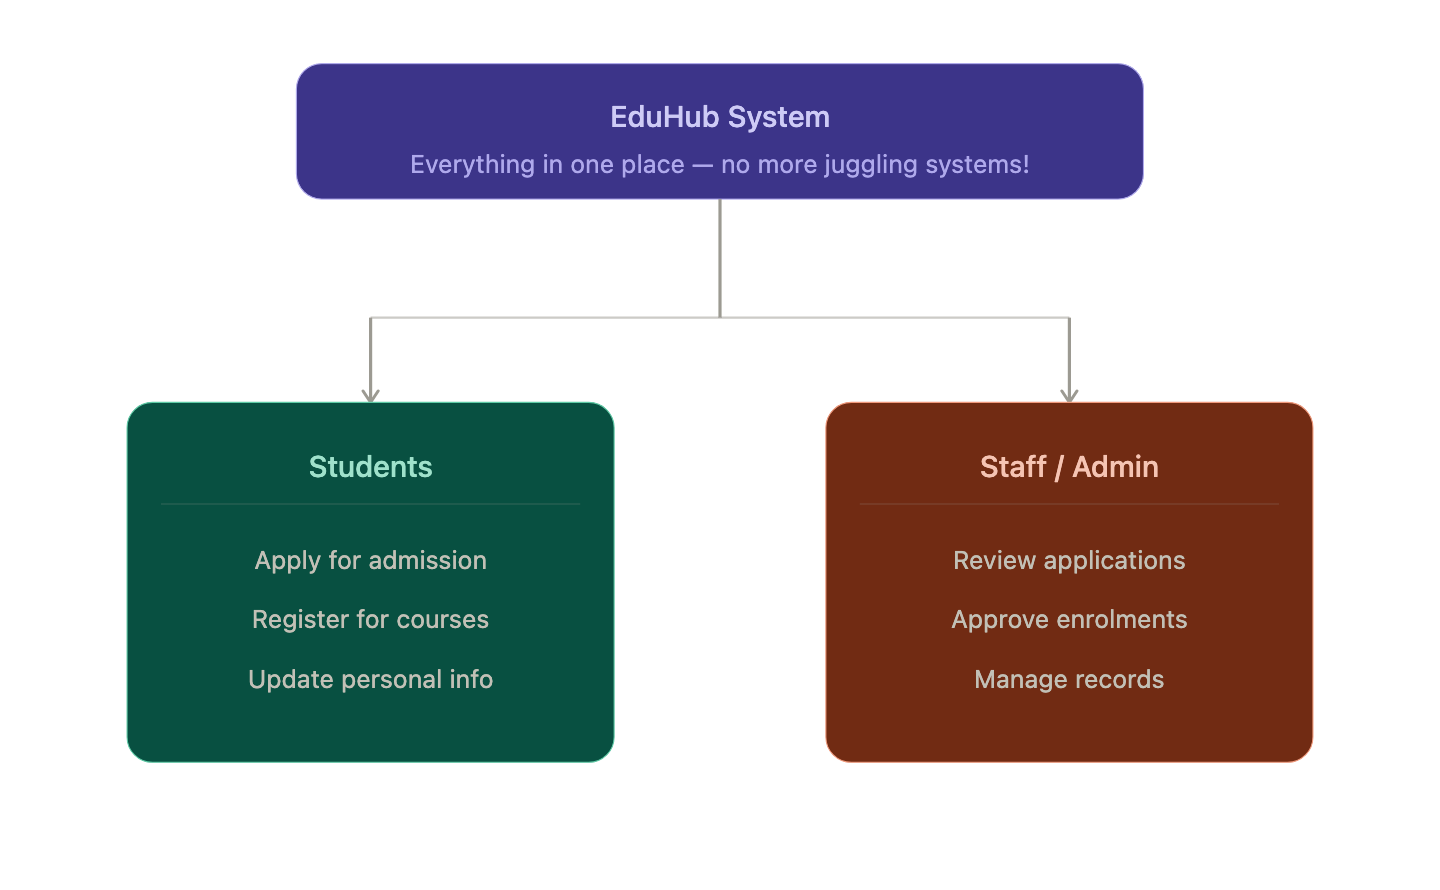 EduHub System
Everything in one place — no more juggling systems!
Students
Apply for admission
Register for courses
Update personal info
Staff / Admin
Review applications
Approve enrolments
Manage records